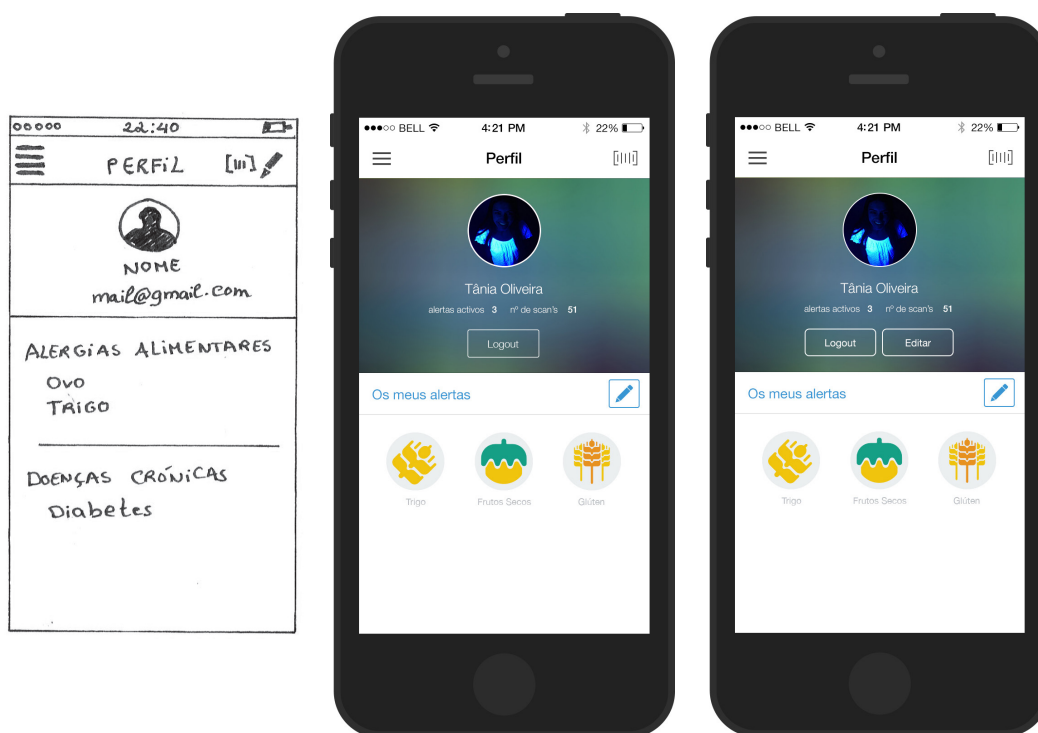 22:40
PERFIL
NOME
mail@gmail.com
ALERGIAS ALIMENTARES
Ovo
TRIGO
DOENÇAS CRÓNICAS
Diabetes
BELL 4:21 PM 22%
Perfil
Tânia Oliveira
alertas activos 3 nº de scan's 51
Logout
Os meus alertas
Trigo Frutos Secos Glúten
BELL 4:21 PM 22%
Perfil
Tânia Oliveira
alertas activos 3 nº de scan's 51
Logout Editar
Os meus alertas
Trigo Frutos Secos Glúten